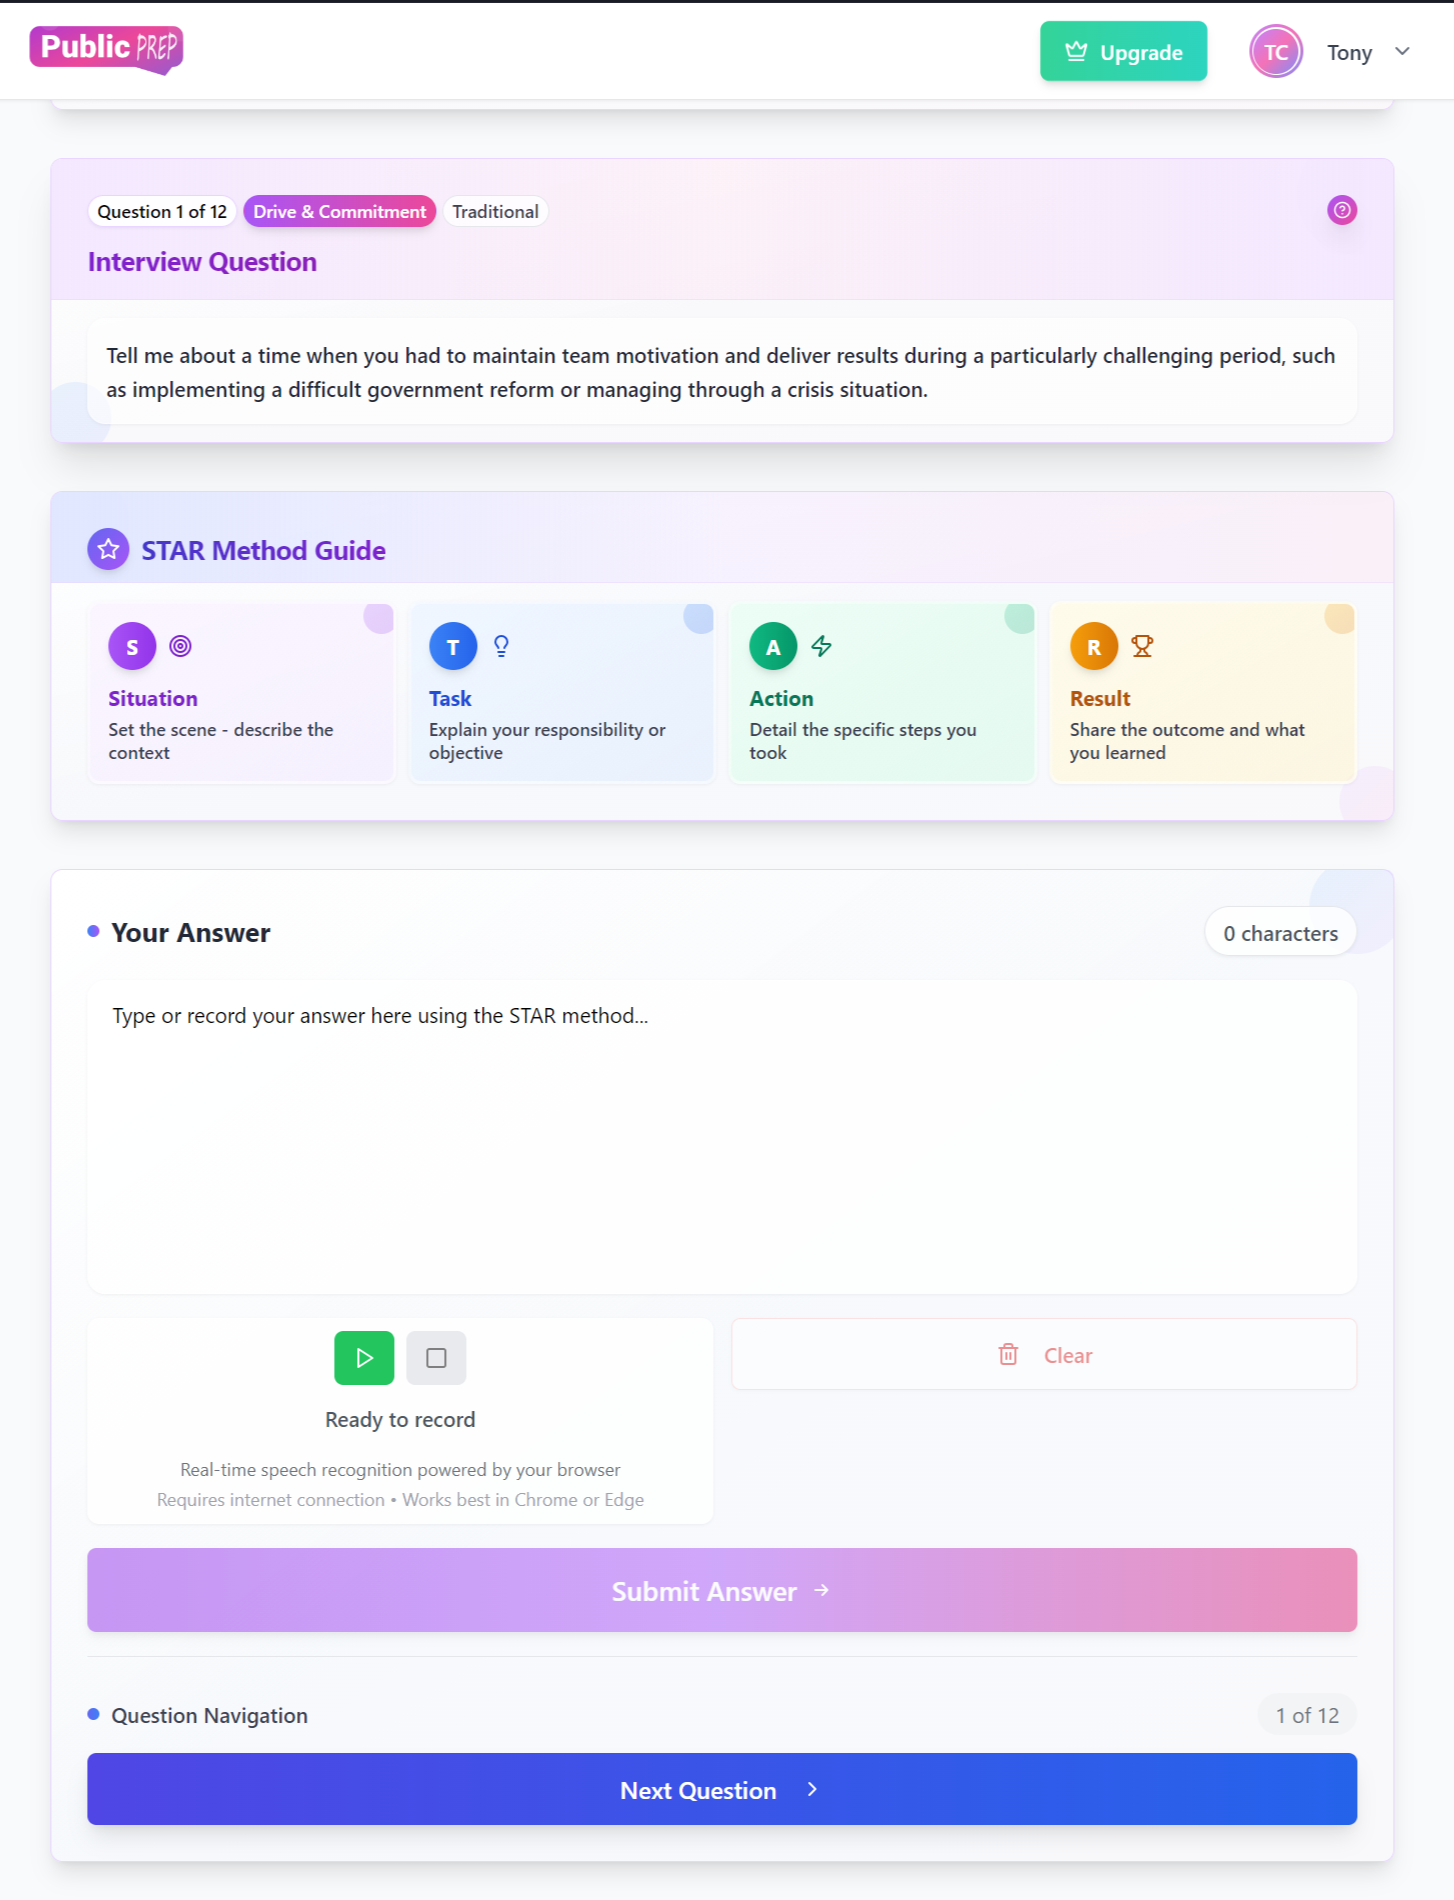 Public PREP
Upgrade
TC
Tony
Question 1 of 12
Drive & Commitment
Traditional
Interview Question
Tell me about a time when you had to maintain team motivation and deliver results during a particularly challenging period, such
as implementing a difficult government reform or managing through a crisis situation.
STAR Method Guide
S
Situation
Set the scene - describe the
context
T
Task
Explain your responsibility or
objective
A
Action
Detail the specific steps you
took
R
Result
Share the outcome and what
you learned
Your Answer
0 characters
Type or record your answer here using the STAR method...
Ready to record
Real-time speech recognition powered by your browser
Requires internet connection • Works best in Chrome or Edge
Clear
Submit Answer
Question Navigation
1 of 12
Next Question